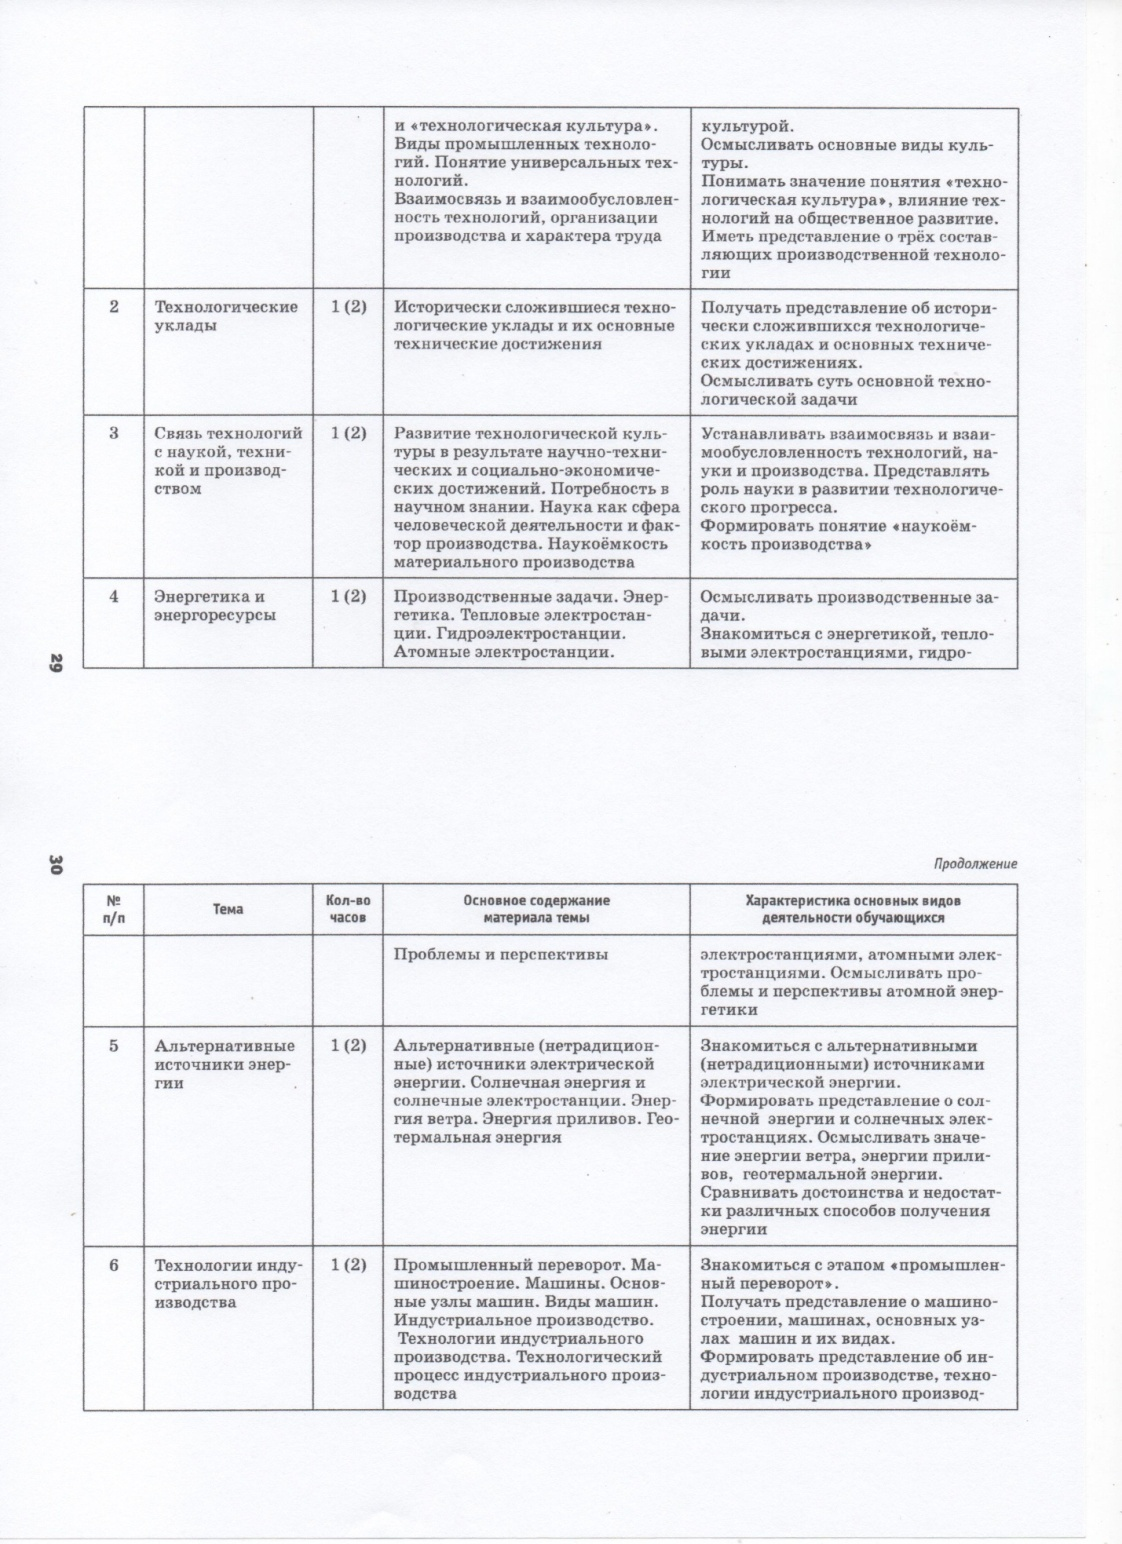 и «технологическая культура».
Виды промышленных техноло-
гий. Понятие универсальных тех-
нологий.
Взаимосвязь и взаимообусловлен-
ность технологий, организации
производства и характера труда
культурой.
Осмысливать основные виды куль-
туры.
Понимать значение понятия «техно-
логическая культура», влияние тех-
нологий на общественное развитие.
Иметь представление о трёх состав-
ляющих производственной техноло-
гии
2
Технологические
уклады
1 (2)
Исторически сложившиеся техно-
логические уклады и их основные
технические достижения
Получать представление об истори-
чески сложившихся технологиче-
ских укладах и основных техниче-
ских достижениях.
Осмысливать суть основной техно-
логической задачи
3
Связь технологий
с наукой, техни-
кой и производ-
ством
1 (2)
Развитие технологической куль-
туры в результате научно-техни-
ческих и социально-экономиче-
ских достижений. Потребность в
научном знании. Наука как сфера
человеческой деятельности и фак-
тор производства. Наукоёмкость
материального производства
Устанавливать взаимосвязь и взаи-
мообусловленность технологий, на-
уки и производства. Представлять
роль науки в развитии технологиче-
ского прогресса.
Формировать понятие «наукоём-
кость производства»
4
Энергетика и
энергоресурсы
1 (2)
Производственные задачи. Энер-
гетика. Тепловые электростан-
ции. Гидроэлектростанции.
Атомные электростанции.
Осмысливать производственные за-
дачи.
Знакомиться с энергетикой, тепло-
выми электростанциями, гидро-
29
30
Продолжение
№
п/п
Тема
Кол-во
часов
Основное содержание
материала темы
Характеристика основных видов
деятельности обучающихся
Проблемы и перспективы
электростанциями, атомными элек-
тростанциями. Осмысливать про-
блемы и перспективы атомной энер-
гетики
5
Альтернативные
источники энер-
гии
1 (2)
Альтернативные (нетрадицион-
ные) источники электрической
энергии. Солнечная энергия и
солнечные электростанции. Энер-
гия ветра. Энергия приливов. Гео-
термальная энергия
Знакомиться с альтернативными
(нетрадиционными) источниками
электрической энергии.
Формировать представление о сол-
нечной энергии и солнечных элек-
тростанциях. Осмысливать значе-
ние энергии ветра, энергии прили-
вов, геотермальной энергии.
Сравнивать достоинства и недостат-
ки различных способов получения
энергии
6
Технологии инду-
стриального про-
изводства
1 (2)
Промышленный переворот. Ма-
шиностроение. Машины. Основ-
ные узлы машин. Виды машин.
Индустриальное производство.
Технологии индустриального
производства. Технологический
процесс индустриального произ-
водства
Знакомиться с этапом «промышлен-
ный переворот».
Получать представление о машино-
строении, машинах, основных уз-
лах машин и их видах.
Формировать представление об ин-
дустриальном производстве, техно-
логии индустриального производ-